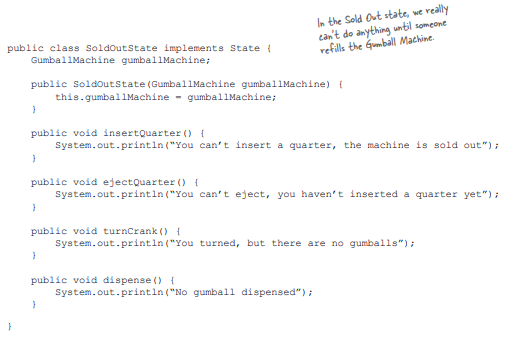 In the Sold Out state, we really
can't do anything until someone
refills the Gumball Machine.
public class SoldOutState implements State {
    GumballMachine gumballMachine;

    public SoldOutState(GumballMachine gumballMachine) {
        this.gumballMachine = gumballMachine;
    }

    public void insertQuarter() {
        System.out.println(“You can’t insert a quarter, the machine is sold out”);
    }

    public void ejectQuarter() {
        System.out.println(“You can’t eject, you haven’t inserted a quarter yet”);
    }

    public void turnCrank() {
        System.out.println(“You turned, but there are no gumballs”);
    }

    public void dispense() {
        System.out.println(“No gumball dispensed”);
    }

}